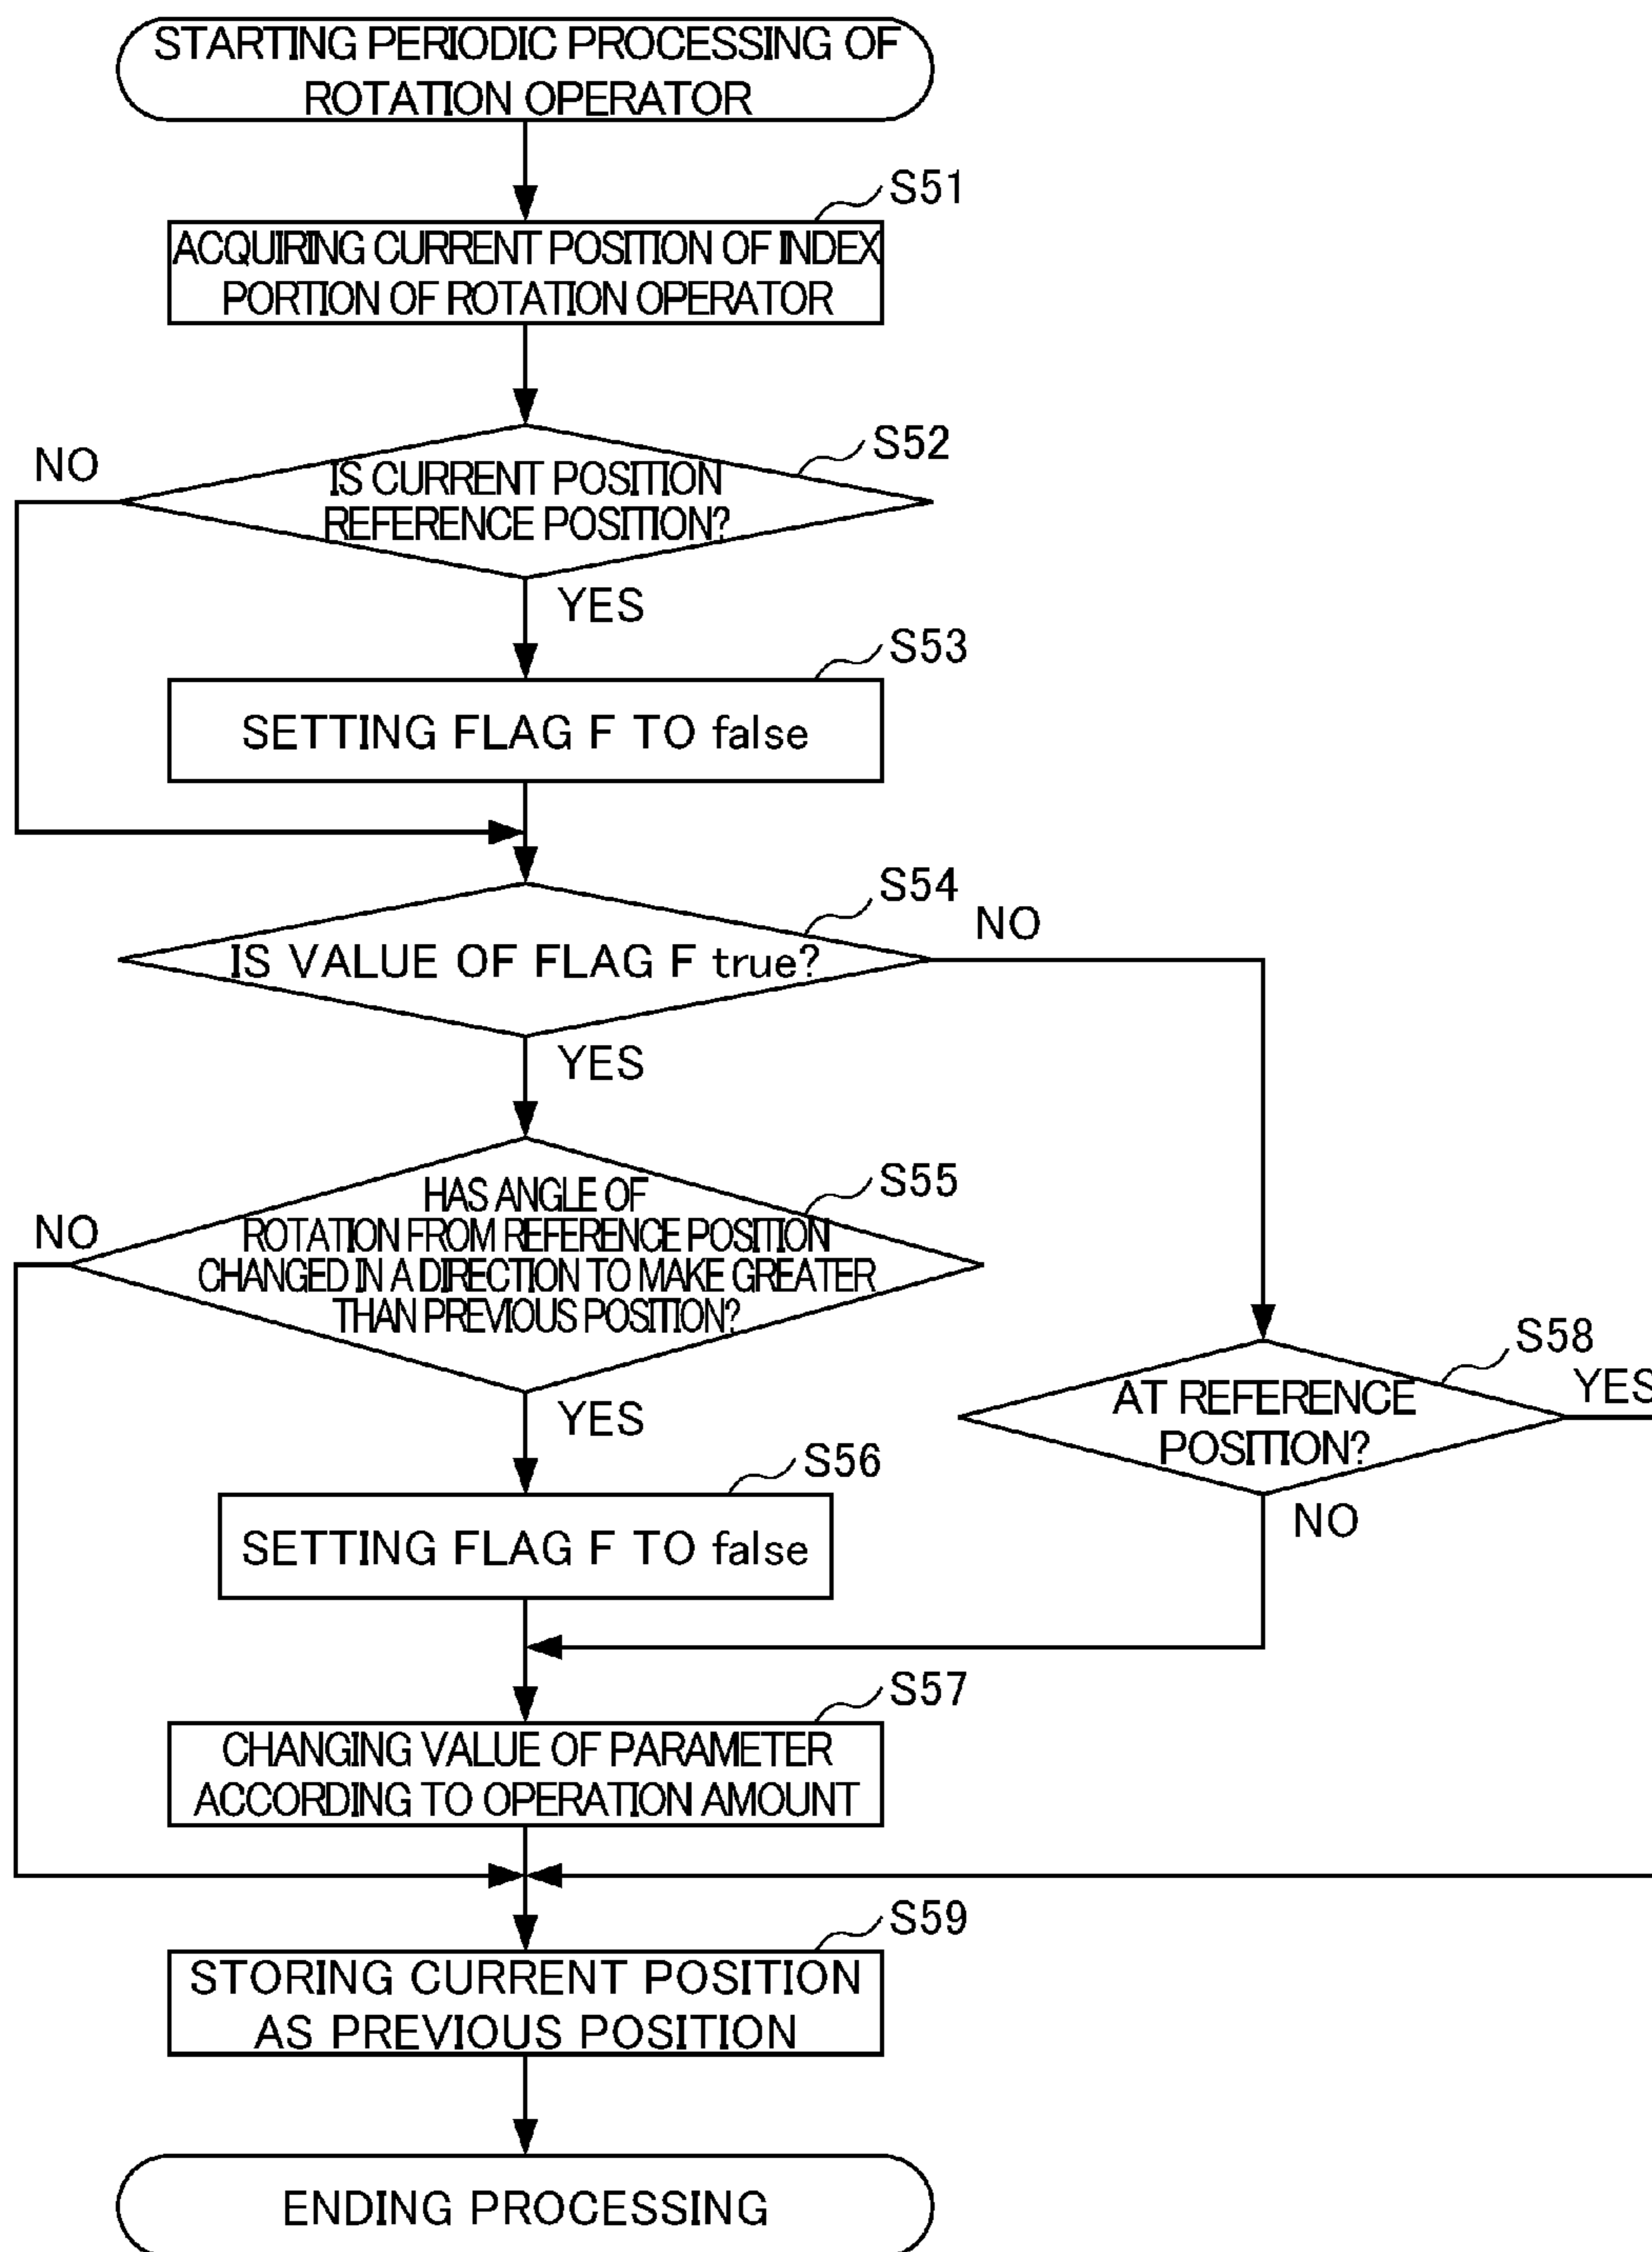 STARTING PERIODIC PROCESSING OF
ROTATION OPERATOR
S51
ACQUIRING CURRENT POSITION OF INDEX
PORTION OF ROTATION OPERATOR
S52
NO
IS CURRENT POSITION
REFERENCE POSITION?
YES
S53
SETTING FLAG F TO false
S54
NO
IS VALUE OF FLAG F true?
YES
S55
NO
HAS ANGLE OF
ROTATION FROM REFERENCE POSITION
CHANGED IN A DIRECTION TO MAKE GREATER
THAN PREVIOUS POSITION?
YES
S58
YES
AT REFERENCE
POSITION?
NO
S56
SETTING FLAG F TO false
S57
CHANGING VALUE OF PARAMETER
ACCORDING TO OPERATION AMOUNT
S59
STORING CURRENT POSITION
AS PREVIOUS POSITION
ENDING PROCESSING